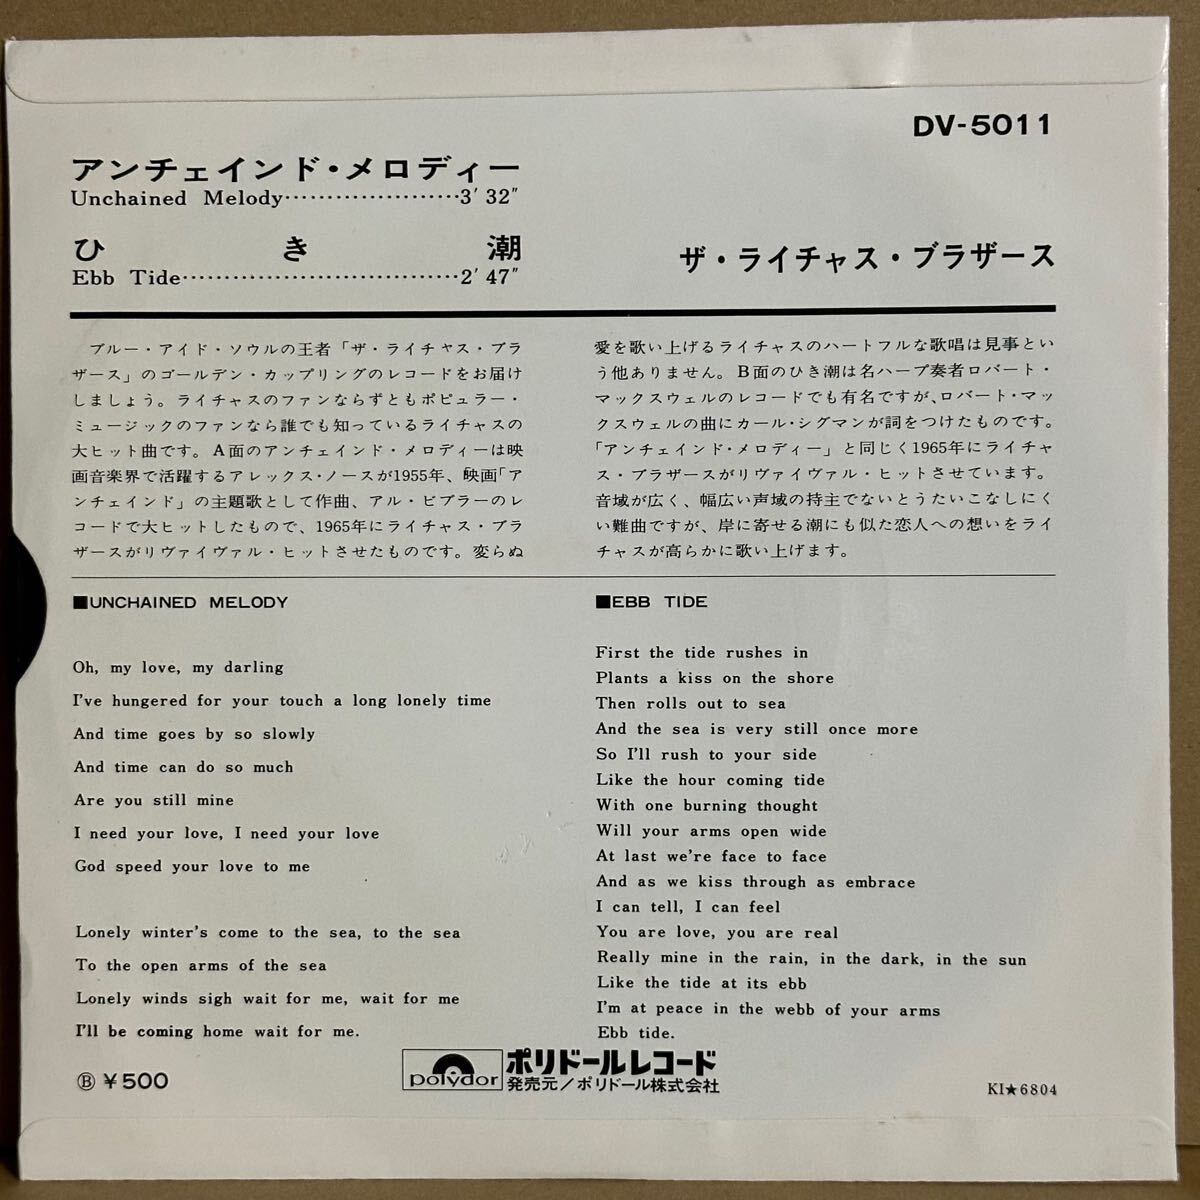 DV-5011
アンチェインド・メロディー
Unchained Melody…………………3′32″
ひき潮
Ebb Tide……………………………2′47″
ザ・ライチャス・ブラザース
ブルー・アイド・ソウルの王者「ザ・ライチャス・ブラ
ザース」のゴールデン・カップリングのレコードをお届け
しましょう。ライチャスのファンならずともポピュラー・
ミュージックのファンなら誰でも知っているライチャスの
大ヒット曲です。A面のアンチェインド・メロディーは映
画音楽界で活躍するアレックス・ノースが1955年、映画「ア
ンチェインド」の主題歌として作曲、アル・ビブラーのレ
コードで大ヒットしたもので、1965年にライチャス・ブラ
ザースがリヴァイヴァル・ヒットさせたものです。変らぬ
愛を歌い上げるライチャスのハートフルな歌唱は見事とい
う他ありません。B面のひき潮は名ハープ奏者ロバート・
マックスウェルのレコードでも有名ですが、ロバート・マッ
クスウェルの曲にカール・シグマンが詞をつけたものです。
「アンチェインド・メロディー」と同じく1965年にライチャ
ス・ブラザースがリヴァイヴァル・ヒットさせています。
音域が広く、幅広い声域の持主でないとうたいこなしにく
い難曲ですが、岸に寄せる潮にも似た恋人への想いをライ
チャスが高らかに歌い上げます。
■UNCHAINED MELODY
Oh, my love, my darling
I've hungered for your touch a long lonely time
And time goes by so slowly
And time can do so much
Are you still mine
I need your love, I need your love
God speed your love to me
Lonely winter's come to the sea, to the sea
To the open arms of the sea
Lonely winds sigh wait for me, wait for me
I'll be coming home wait for me.
■EBB TIDE
First the tide rushes in
Plants a kiss on the shore
Then rolls out to sea
And the sea is very still once more
So I'll rush to your side
Like the hour coming tide
With one burning thought
Will your arms open wide
At last we're face to face
And as we kiss through as embrace
I can tell, I can feel
You are love, you are real
Really mine in the rain, in the dark, in the sun
Like the tide at its ebb
I'm at peace in the webb of your arms
Ebb tide.
Ⓑ ¥500
polydor
ポリドールレコード
発売元/ポリドール株式会社
KI★6804